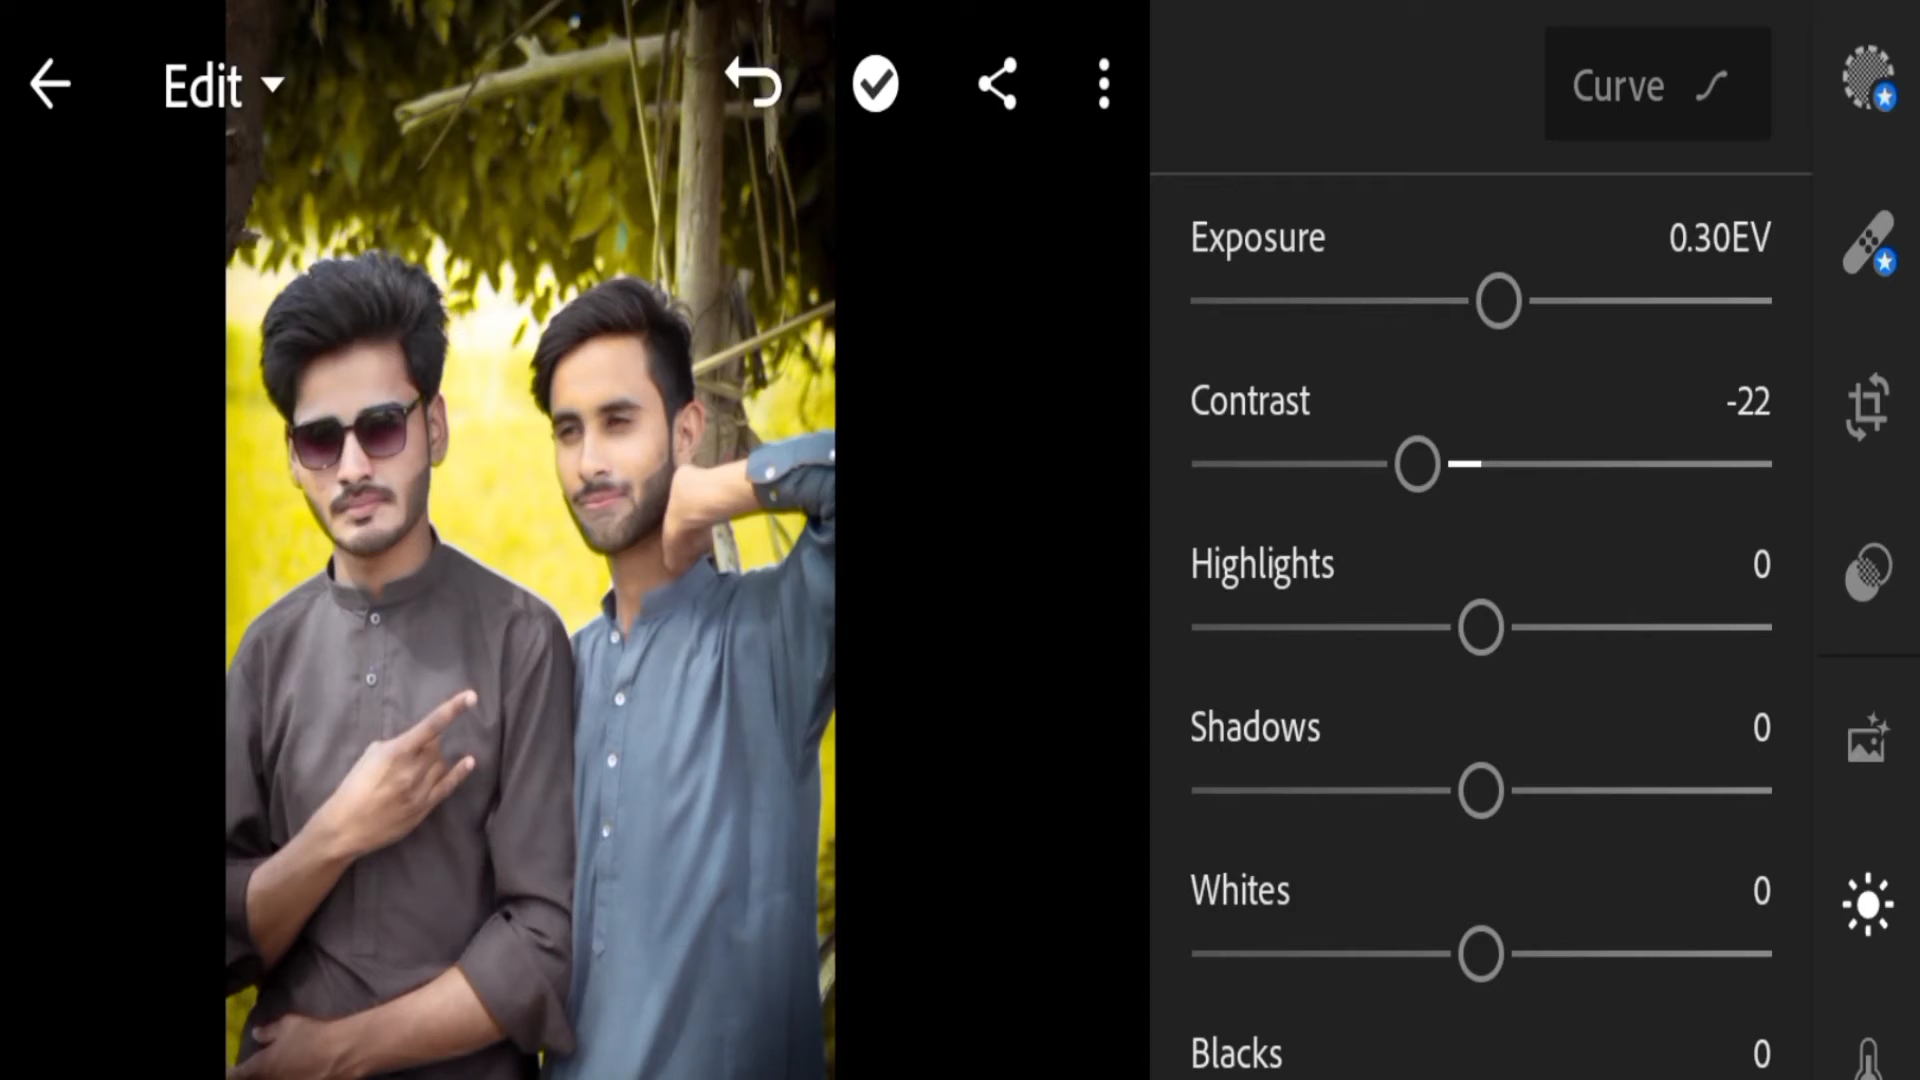 Edit
Curve
Exposure 0.30EV
Contrast -22
Highlights 0
Shadows 0
Whites 0
Blacks 0